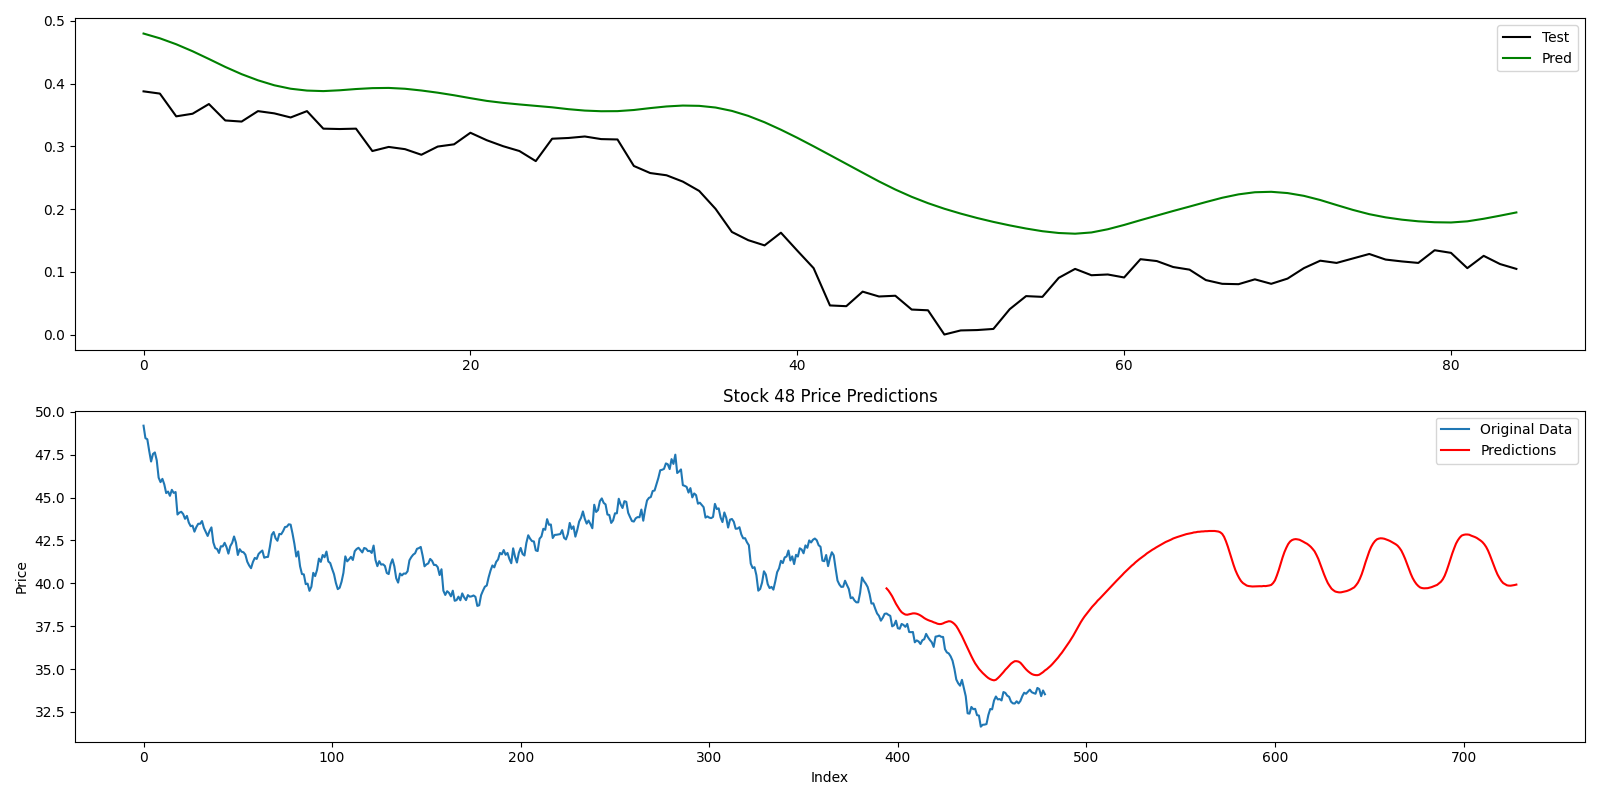 0.5
0.4
0.3
0.2
0.1
0.0
Test
Pred
0 20 40 60 80
Stock 48 Price Predictions
50.0
47.5
45.0
42.5
40.0
37.5
35.0
32.5
Price
Original Data
Predictions
0 100 200 300 400 500 600 700
Index